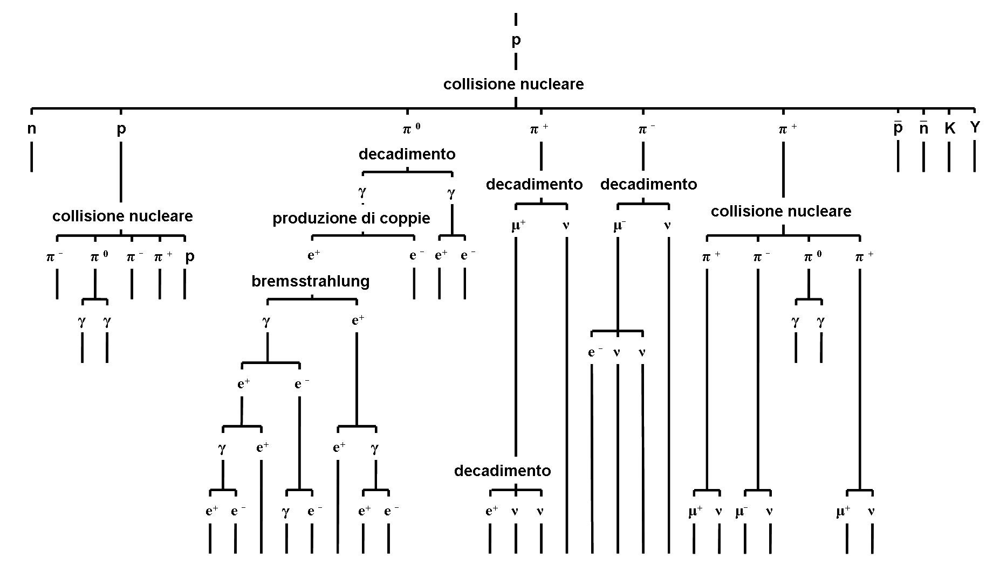 p
collisione nucleare
n p π⁰ π⁺ π⁻ π⁺ p̅ n̅ K Y
decadimento
decadimento decadimento
γ γ
collisione nucleare produzione di coppie collisione nucleare
μ⁺ ν μ⁻ ν
π⁻ π⁰ π⁻ π⁺ p e⁺ e⁻ e⁺ e⁻ π⁺ π⁻ π⁰ π⁺
bremsstrahlung
γ γ γ e⁺ γ γ
e⁻ ν ν
e⁺ e⁻
γ e⁺ e⁺ γ
decadimento
e⁺ e⁻ γ e⁻ e⁺ e⁻ e⁺ ν ν μ⁺ ν μ⁻ ν μ⁺ ν